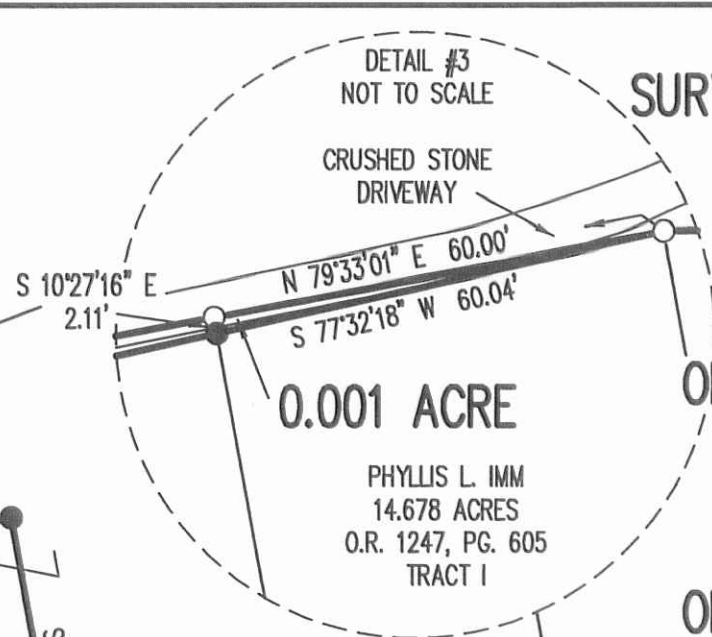 DETAIL #3
NOT TO SCALE
CRUSHED STONE
DRIVEWAY
S 10°27'16" E
2.11'
N 79°33'01" E 60.00'
S 77°32'18" W 60.04'
0.001 ACRE
PHYLLIS L. IMM
14.678 ACRES
O.R. 1247, PG. 605
TRACT I